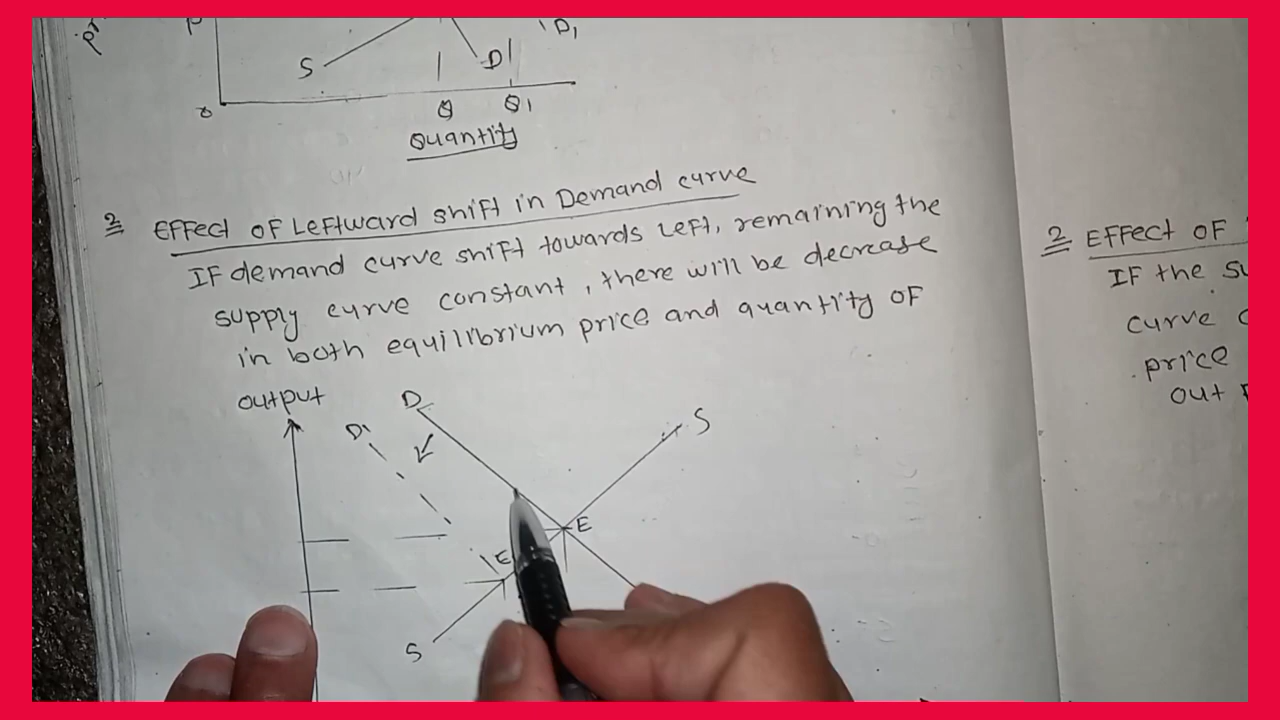 S
D
D1
O
Q
Q1
Quantity
2 Effect of Leftward shift in Demand curve
If demand curve shift towards left, remaining the
supply curve constant, there will be decrease
in both equilibrium price and quantity of
output
D
D1
S
E
E
S
2 Effect of
If the su
curve
price
out